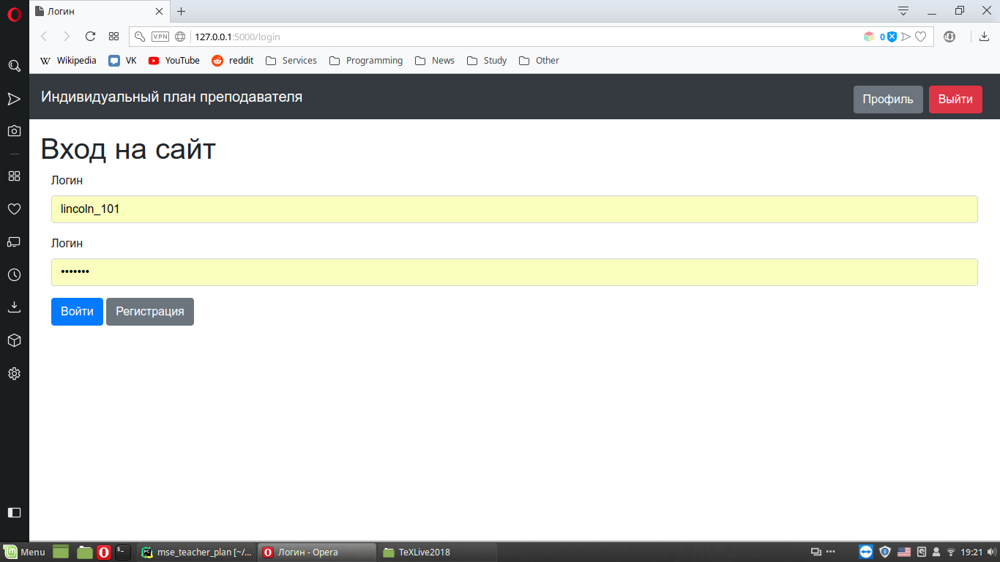 Логин
VPN
127.0.0.1:5000/login
0
W Wikipedia VK YouTube reddit Services Programming News Study Other
Индивидуальный план преподавателя
Профиль Выйти
Вход на сайт
Логин
lincoln_101
Логин
•••••••
Войти Регистрация
Menu
mse_teacher_plan [~/...
Логин - Opera
TeXLive2018
19:21